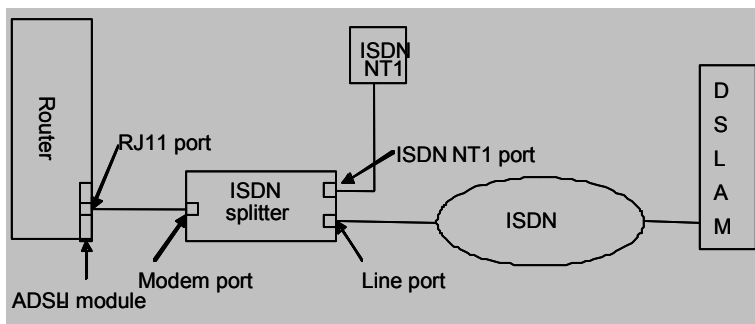 Router
ISDN
NT1
RJ11 port
ISDN NT1 port
ISDN
splitter
ISDN
D
S
L
A
M
Modem port
Line port
ADSL-I module